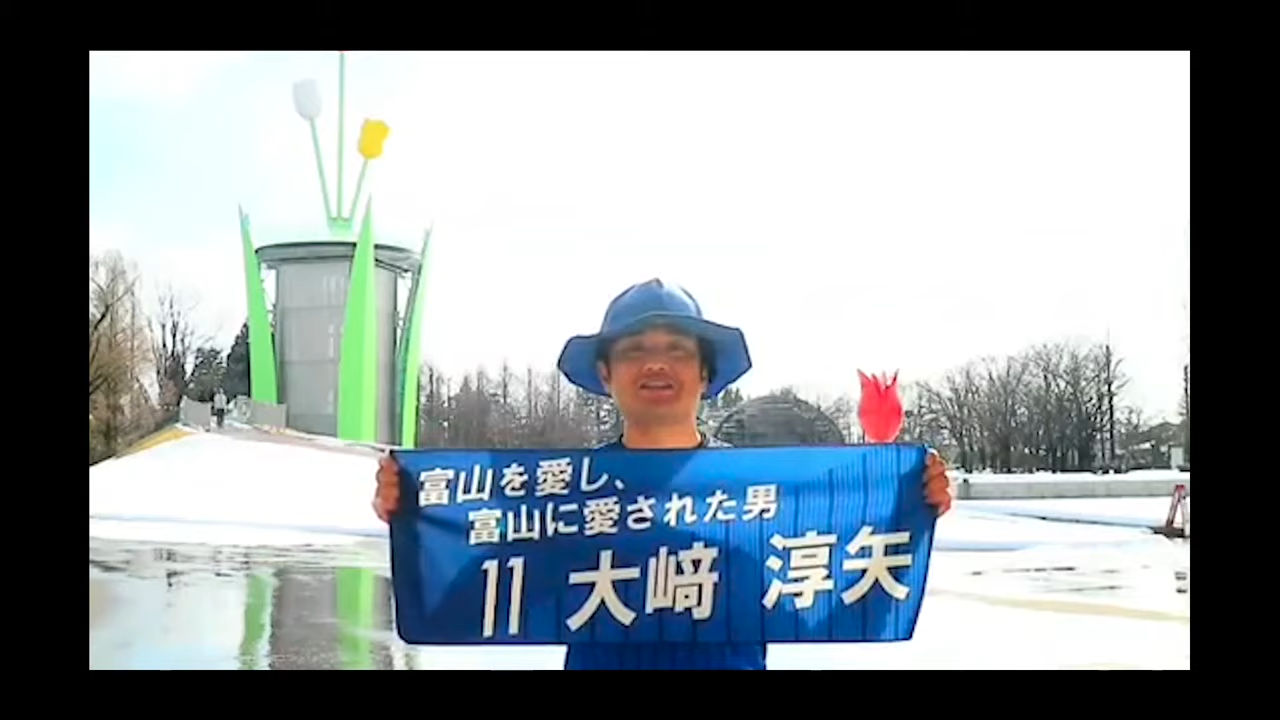 富山を愛し、
富山に愛された男
11 大﨑 淳矢